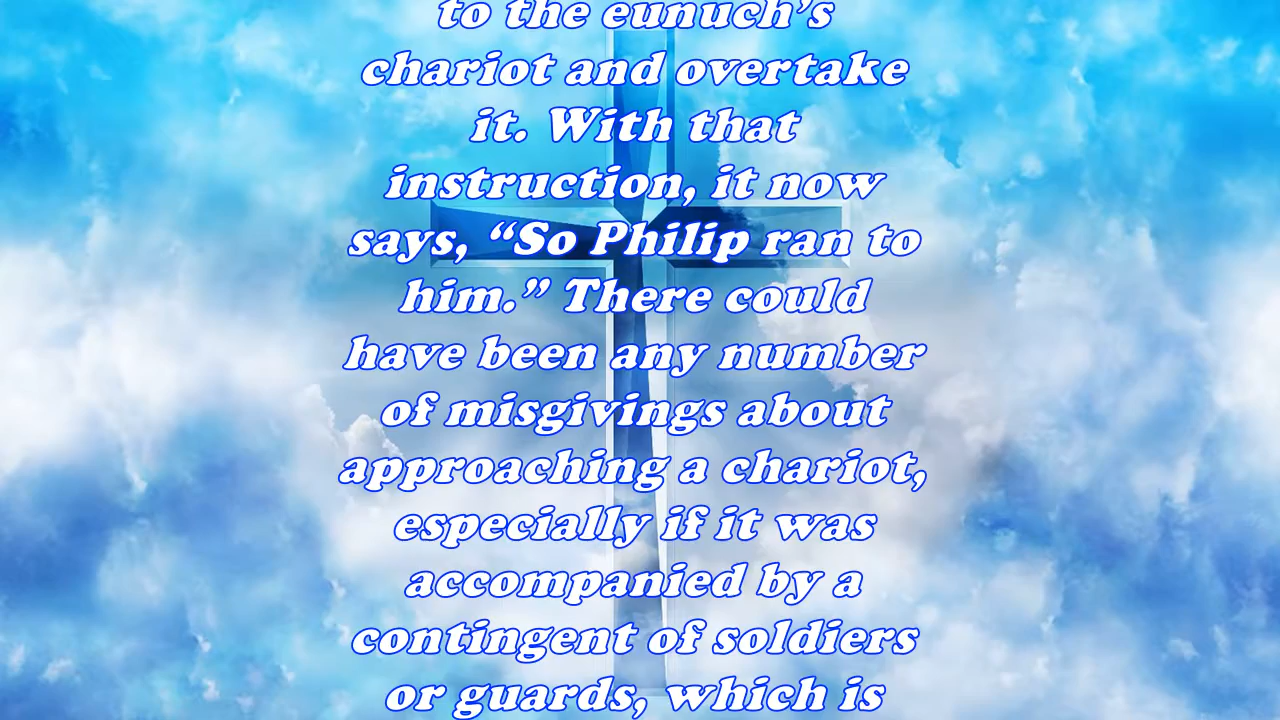 to the eunuch’s
chariot and overtake
it. With that
instruction, it now
says, “So Philip ran to
him.” There could
have been any number
of misgivings about
approaching a chariot,
especially if it was
accompanied by a
contingent of soldiers
or guards, which is